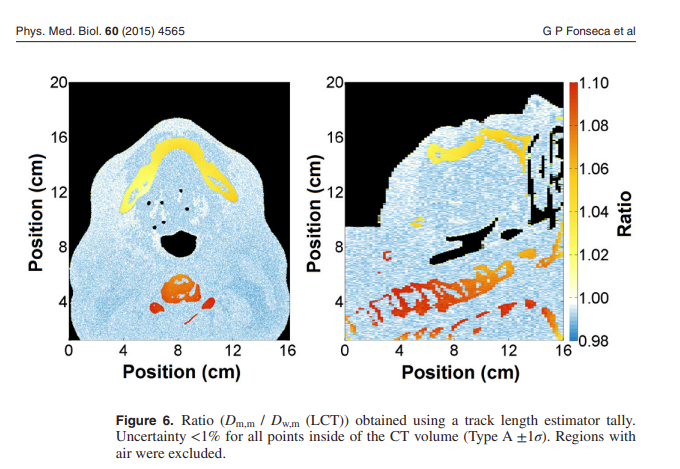 Phys. Med. Biol. 60 (2015) 4565 G P Fonseca et al
20 20 1.10
16 16 1.08
1.06
12 12
1.04
8 8
1.02
4 4 1.00
0.98
Position (cm) Position (cm) Ratio
0 4 8 12 16 0 4 8 12 16
Position (cm) Position (cm)
Figure 6. Ratio (Dm,m / Dw,m (LCT)) obtained using a track length estimator tally.
Uncertainty <1% for all points inside of the CT volume (Type A ±1σ). Regions with
air were excluded.